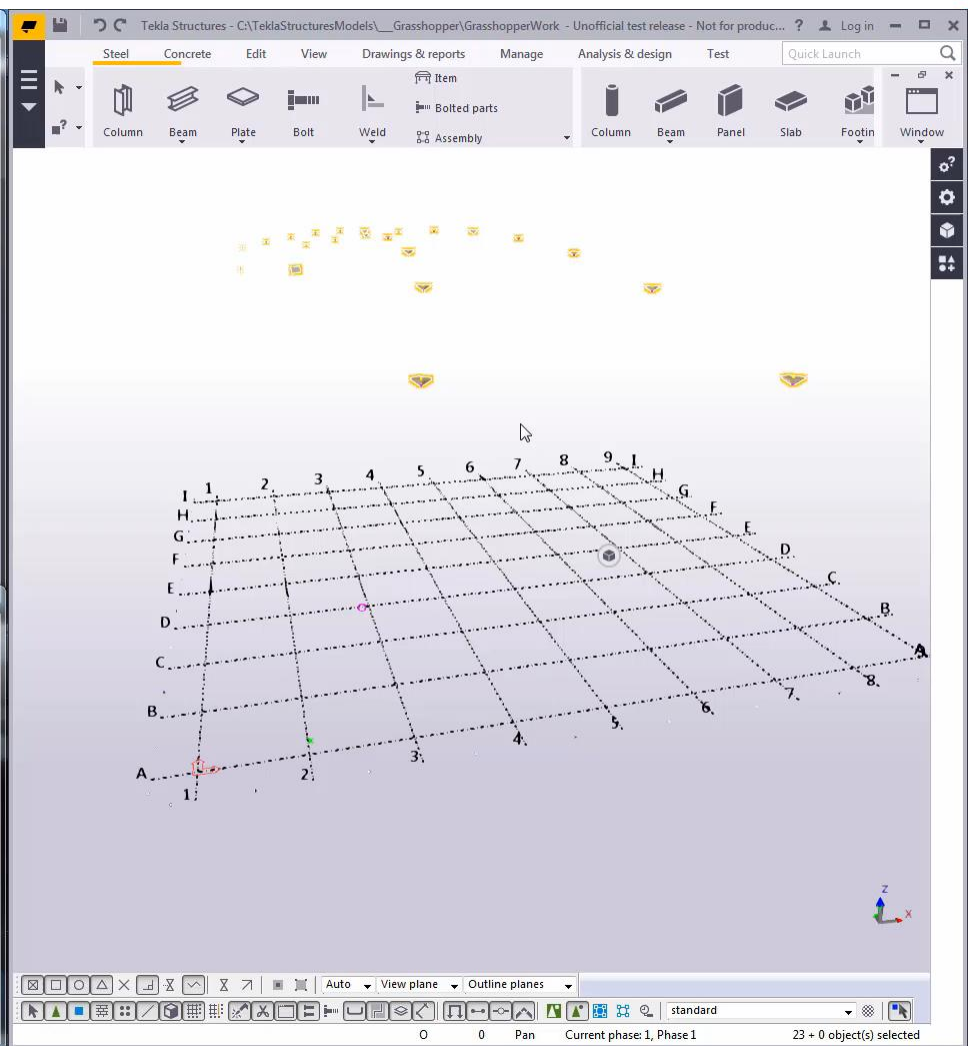 Tekla Structures - C:\TeklaStructuresModels\__Grasshopper\GrasshopperWork - Unofficial test release - Not for produc... ? Log in
Steel Concrete Edit View Drawings & reports Manage Analysis & design Test Quick Launch
Item
Bolted parts
Assembly
Column Beam Plate Bolt Weld Column Beam Panel Slab Footin Window
1 2 3 4 5 6 7 8 9 I
I H
H G
G F
F E
E D
D C
C B
B A
A
1 2 3 4 5 6 7 8
Z
X
Auto View plane Outline planes
standard
O 0 Pan Current phase: 1, Phase 1 23 + 0 object(s) selected